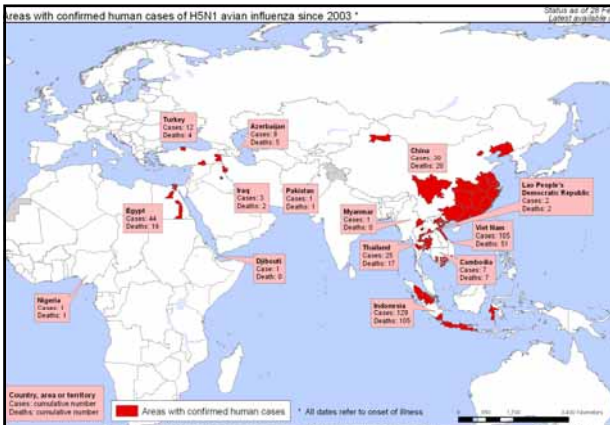 Areas with confirmed human cases of H5N1 avian influenza since 2003 *
Status as of 28 Fe
Latest available
Turkey
Cases: 12
Deaths: 4
Azerbaijan
Cases: 8
Deaths: 5
China
Cases: 30
Deaths: 20
Iraq
Cases: 3
Deaths: 2
Pakistan
Cases: 1
Deaths: 1
Lao People's
Democratic Republic
Cases: 2
Deaths: 2
Egypt
Cases: 44
Deaths: 19
Myanmar
Cases: 1
Deaths: 0
Viet Nam
Cases: 105
Deaths: 51
Djibouti
Case: 1
Death: 0
Thailand
Cases: 25
Deaths: 17
Cambodia
Cases: 7
Deaths: 7
Nigeria
Cases: 1
Deaths: 1
Indonesia
Cases: 129
Deaths: 105
Country, area or territory
Cases: cumulative number
Deaths: cumulative number
Areas with confirmed human cases
* All dates refer to onset of illness
0
Kilometers